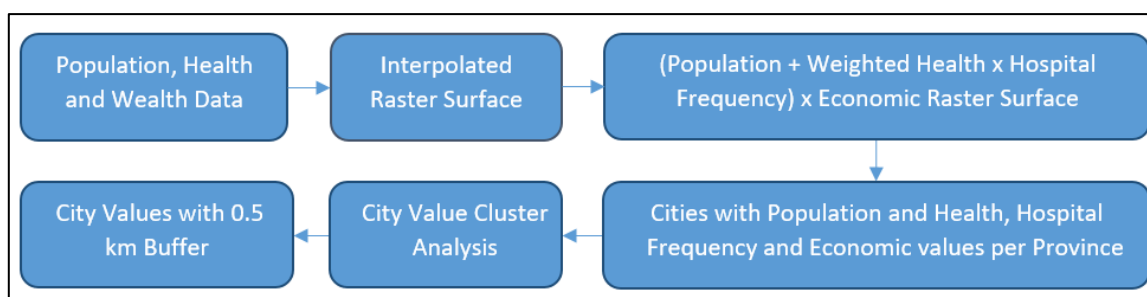 Population, Health
and Wealth Data
Interpolated
Raster Surface
(Population + Weighted Health x Hospital
Frequency) x Economic Raster Surface
Cities with Population and Health, Hospital
Frequency and Economic values per Province
City Value Cluster
Analysis
City Values with 0.5
km Buffer